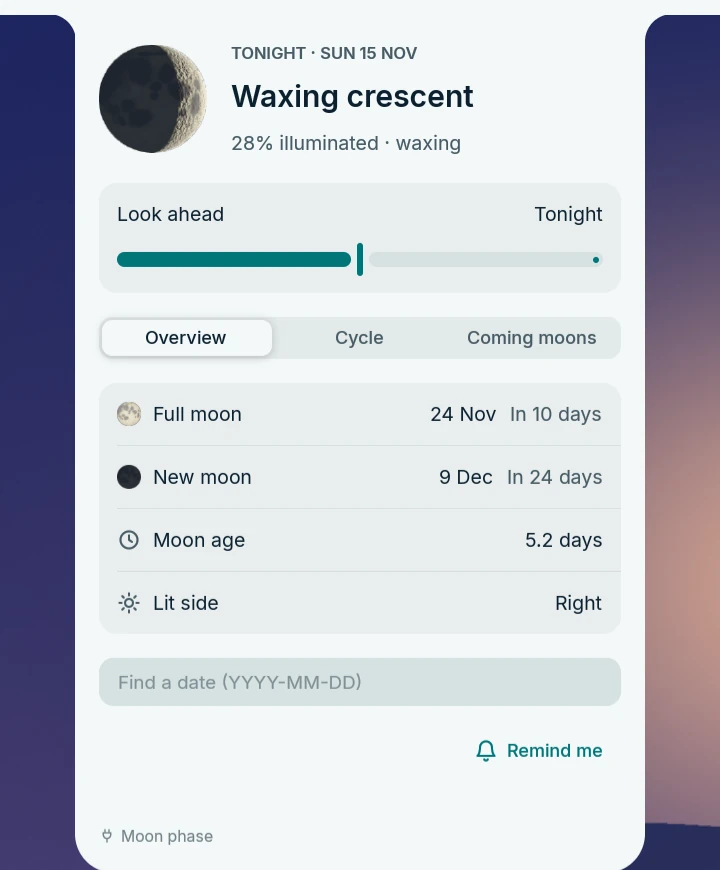 TONIGHT · SUN 15 NOV
Waxing crescent
28% illuminated · waxing
Look ahead Tonight
Overview Cycle Coming moons
Full moon 24 Nov In 10 days
New moon 9 Dec In 24 days
Moon age 5.2 days
Lit side Right
Find a date (YYYY-MM-DD)
Remind me
Moon phase